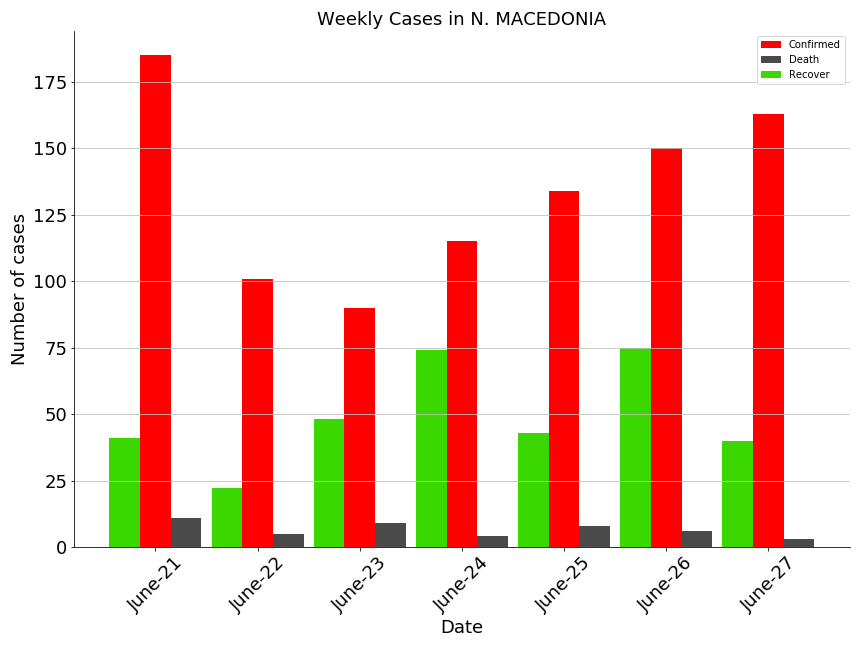 Weekly Cases in N. MACEDONIA
Confirmed
Death
Recover
Number of cases
175
150
125
100
75
50
25
0
June-21
June-22
June-23
June-24
June-25
June-26
June-27
Date